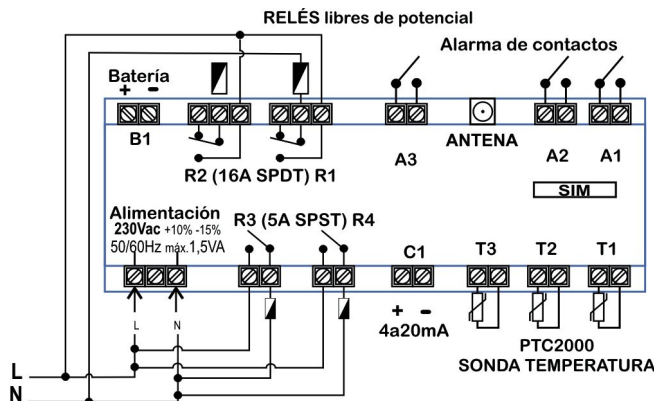 RELÉS libres de potencial
Alarma de contactos
Batería
+ -
B1
R2 (16A SPDT) R1
A3
ANTENA
A2
A1
SIM
Alimentación
230Vac +10% -15%
50/60Hz máx.1,5VA
R3 (5A SPST) R4
C1
T3
T2
T1
L
N
+ -
4a20mA
PTC2000
SONDA TEMPERATURA
L
N